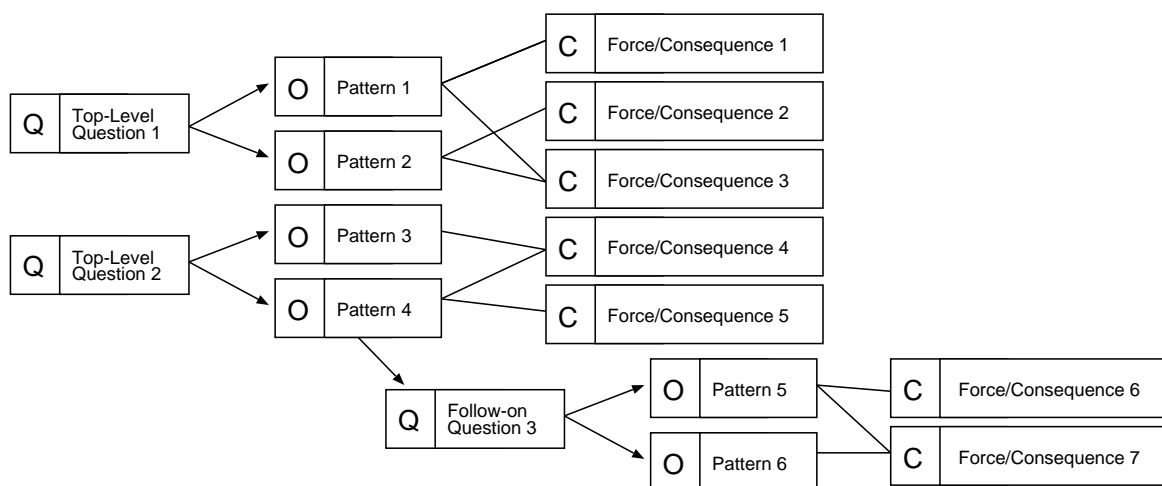 C Force/Consequence 1
O Pattern 1
Q Top-Level
Question 1
C Force/Consequence 2
O Pattern 2
C Force/Consequence 3
O Pattern 3
C Force/Consequence 4
Q Top-Level
Question 2
O Pattern 4
C Force/Consequence 5
O Pattern 5
C Force/Consequence 6
Q Follow-on
Question 3
O Pattern 6
C Force/Consequence 7